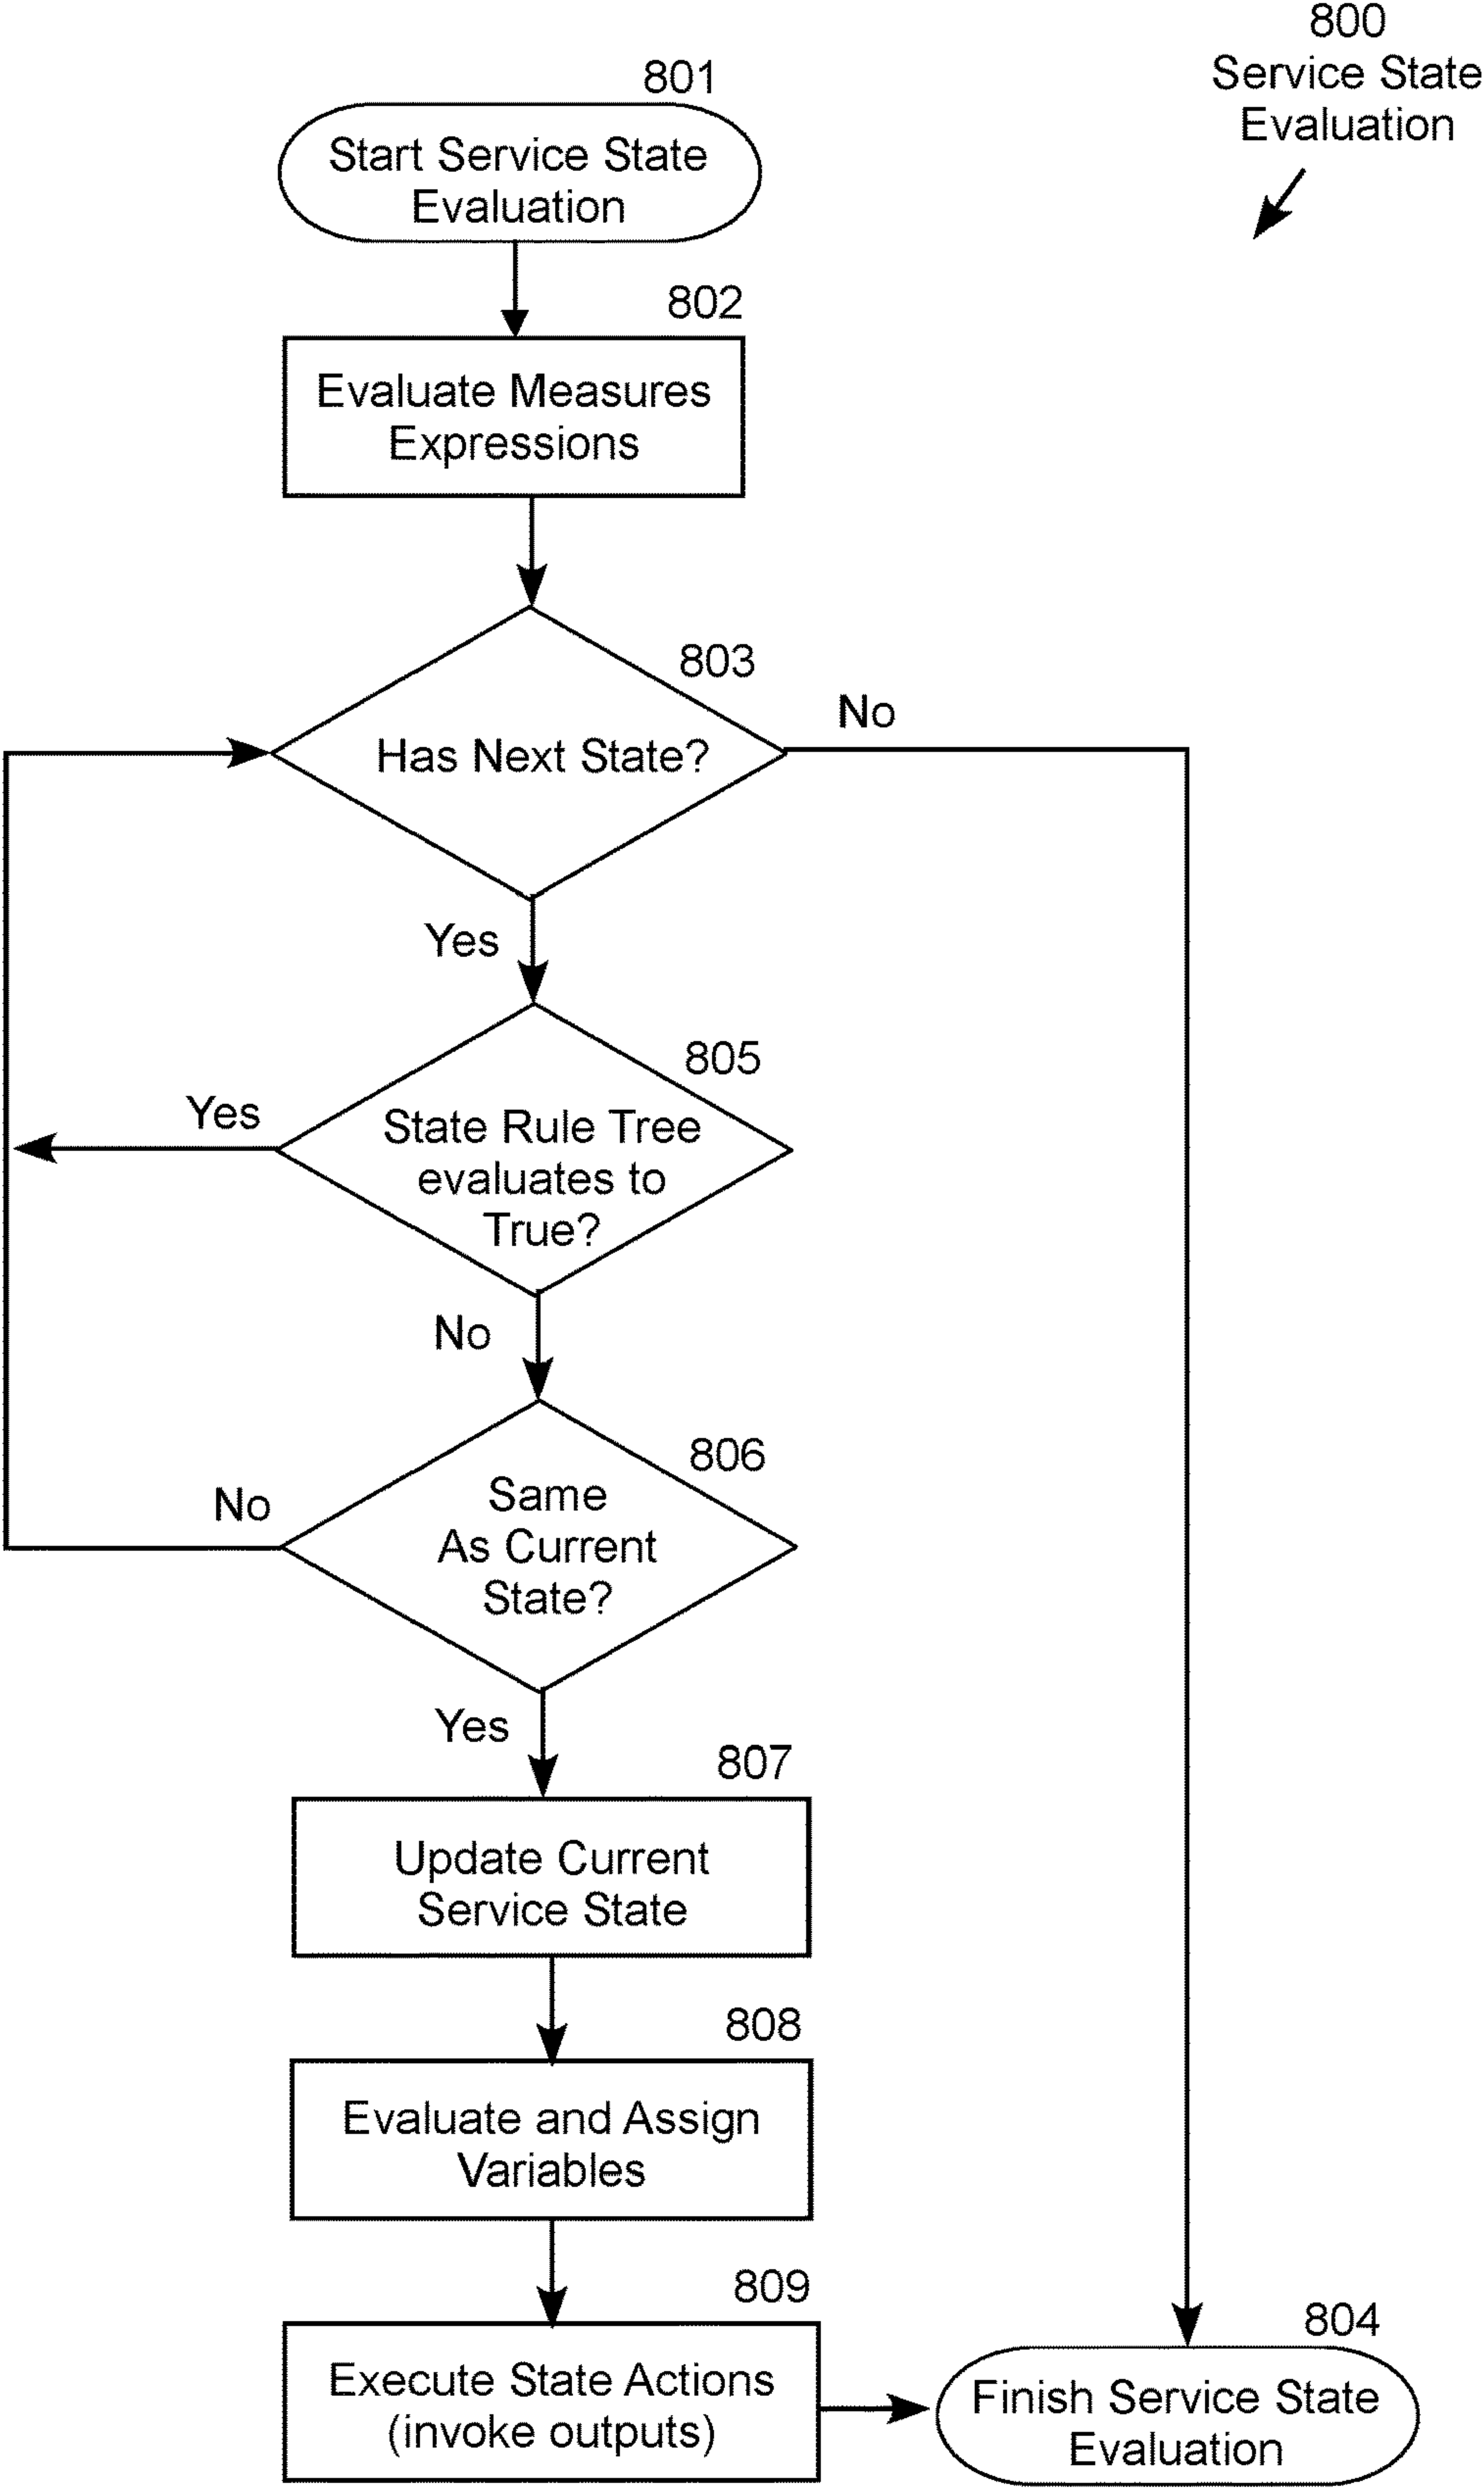 800
Service State
Evaluation
801
Start Service State
Evaluation
802
Evaluate Measures
Expressions
803
Has Next State?
No
Yes
805
State Rule Tree
evaluates to
True?
Yes
No
806
Same
As Current
State?
No
Yes
807
Update Current
Service State
808
Evaluate and Assign
Variables
809
Execute State Actions
(invoke outputs)
804
Finish Service State
Evaluation